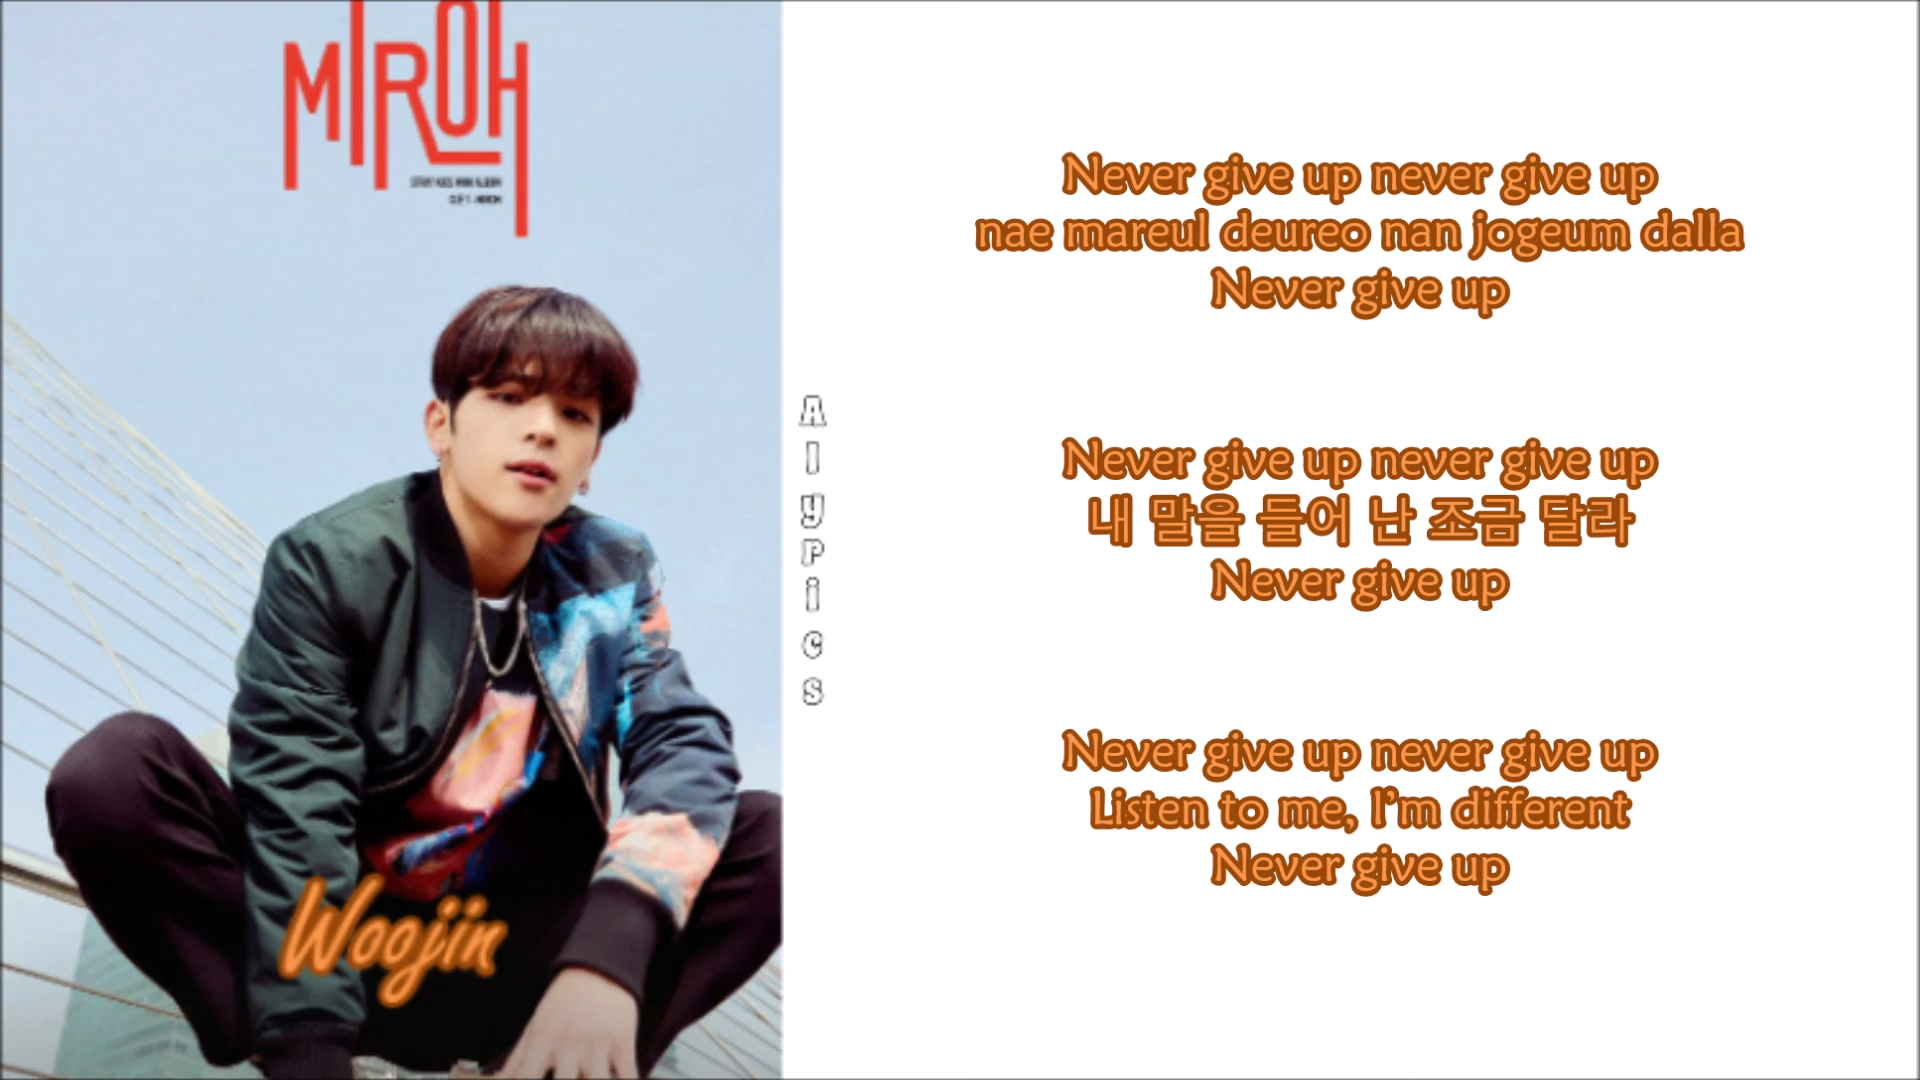 MIROH
Woojin
AlyPics
Never give up never give up
nae mareul deureo nan jogeum dalla
Never give up
Never give up never give up
내 말을 들어 난 조금 달라
Never give up
Never give up never give up
Listen to me, I'm different
Never give up